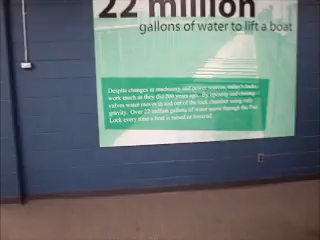 22 million
gallons of water to lift a boat
Despite changes in machinery and power sources, today's locks
work much as they did 200 years ago. By opening and closing
valves water moves in and out of the lock chamber using only
gravity. Over 22 million gallons of water move through the Poe
Lock every time a boat is raised or lowered.